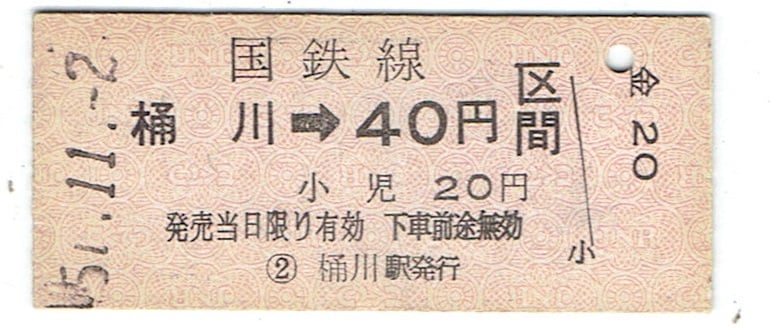 51.11.-2
国鉄線
桶川➡40円区間
小児 20円
発売当日限り有効 下車前途無効
② 桶川駅発行
小
金20